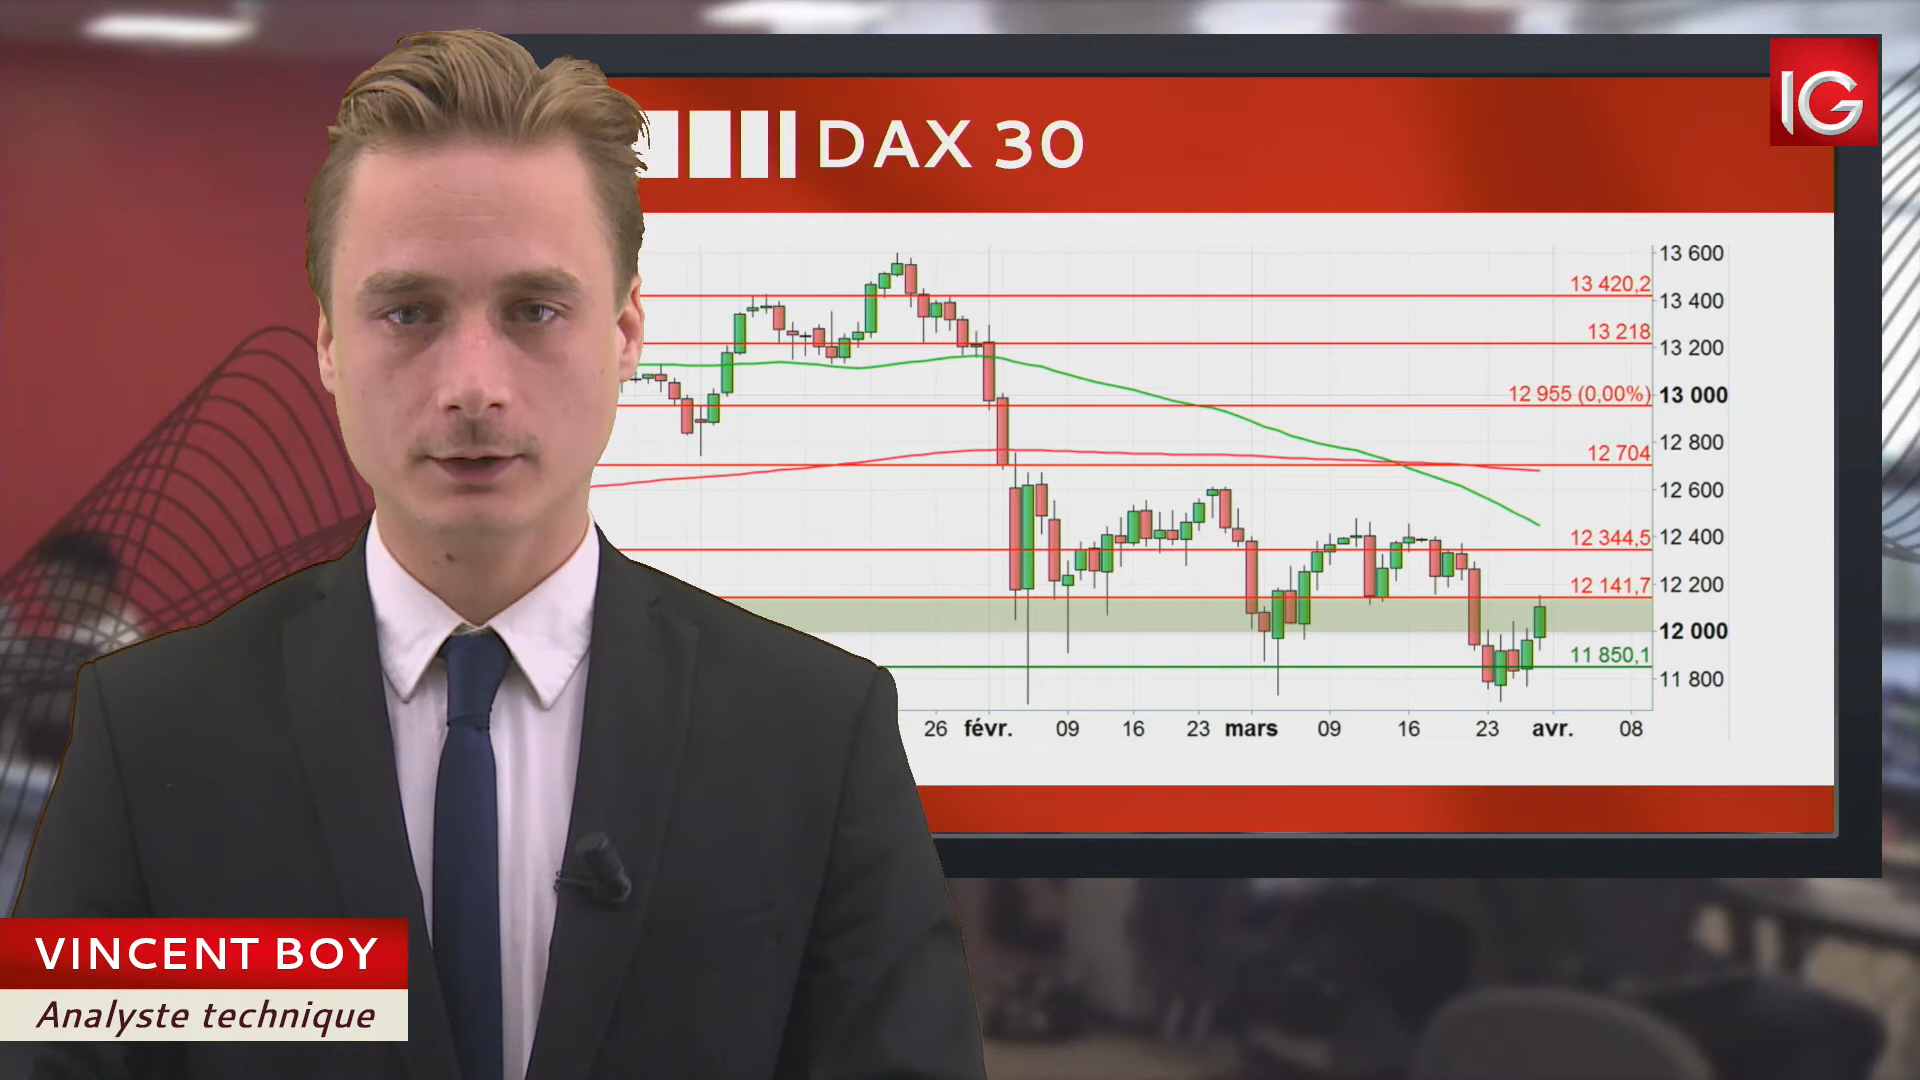 IG
DAX 30
13 600
13 420,2
13 400
13 218
13 200
12 955 (0,00%)
13 000
12 800
12 704
12 600
12 344,5
12 400
12 141,7
12 200
12 000
11 850,1
11 800
26 févr. 09 16 23 mars 09 16 23 avr. 08
VINCENT BOY
Analyste technique